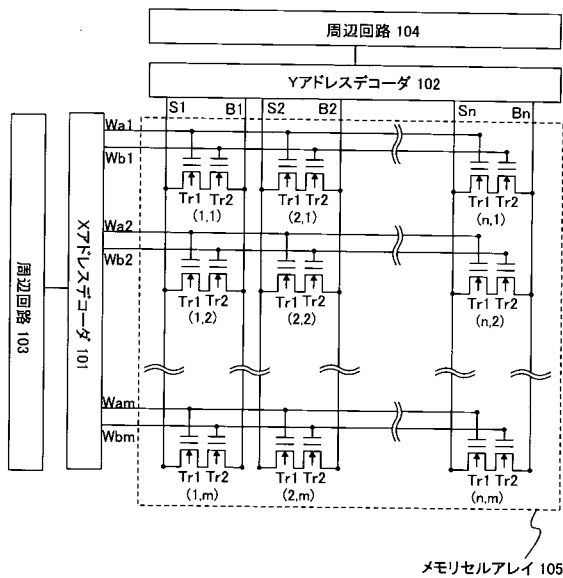 周辺回路 104
Yアドレスデコーダ 102
S1 B1 S2 B2 Sn Bn
Wa1
Wb1
Tr1 Tr2 Tr1 Tr2 Tr1 Tr2
(1,1) (2,1) (n,1)
Wa2
Wb2
Tr1 Tr2 Tr1 Tr2 Tr1 Tr2
(1,2) (2,2) (n,2)
周辺回路 103
Xアドレスデコーダ 101
Wam
Wbm
Tr1 Tr2 Tr1 Tr2 Tr1 Tr2
(1,m) (2,m) (n,m)
メモリセルアレイ 105